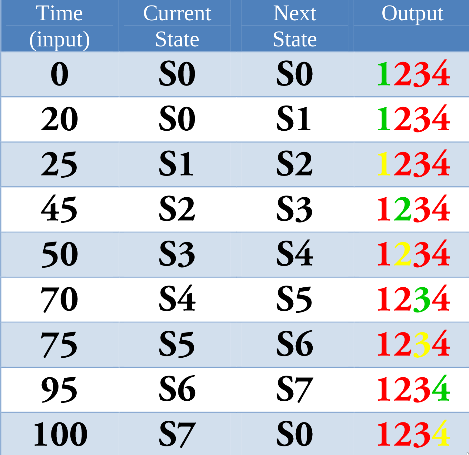 Time (input) Current State Next State Output
0 S0 S0 1234
20 S0 S1 1234
25 S1 S2 1234
45 S2 S3 1234
50 S3 S4 1234
70 S4 S5 1234
75 S5 S6 1234
95 S6 S7 1234
100 S7 S0 1234